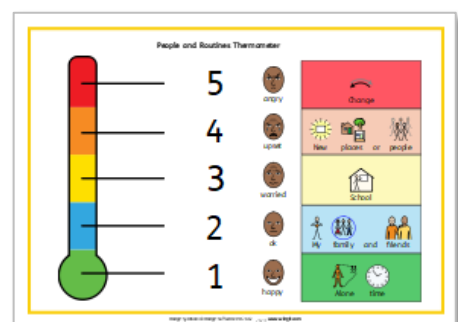 People and Routines Thermometer
5
angry
Change
4
upset
New places or people
3
worried
School
2
ok
My family and friends
1
happy
Alone time